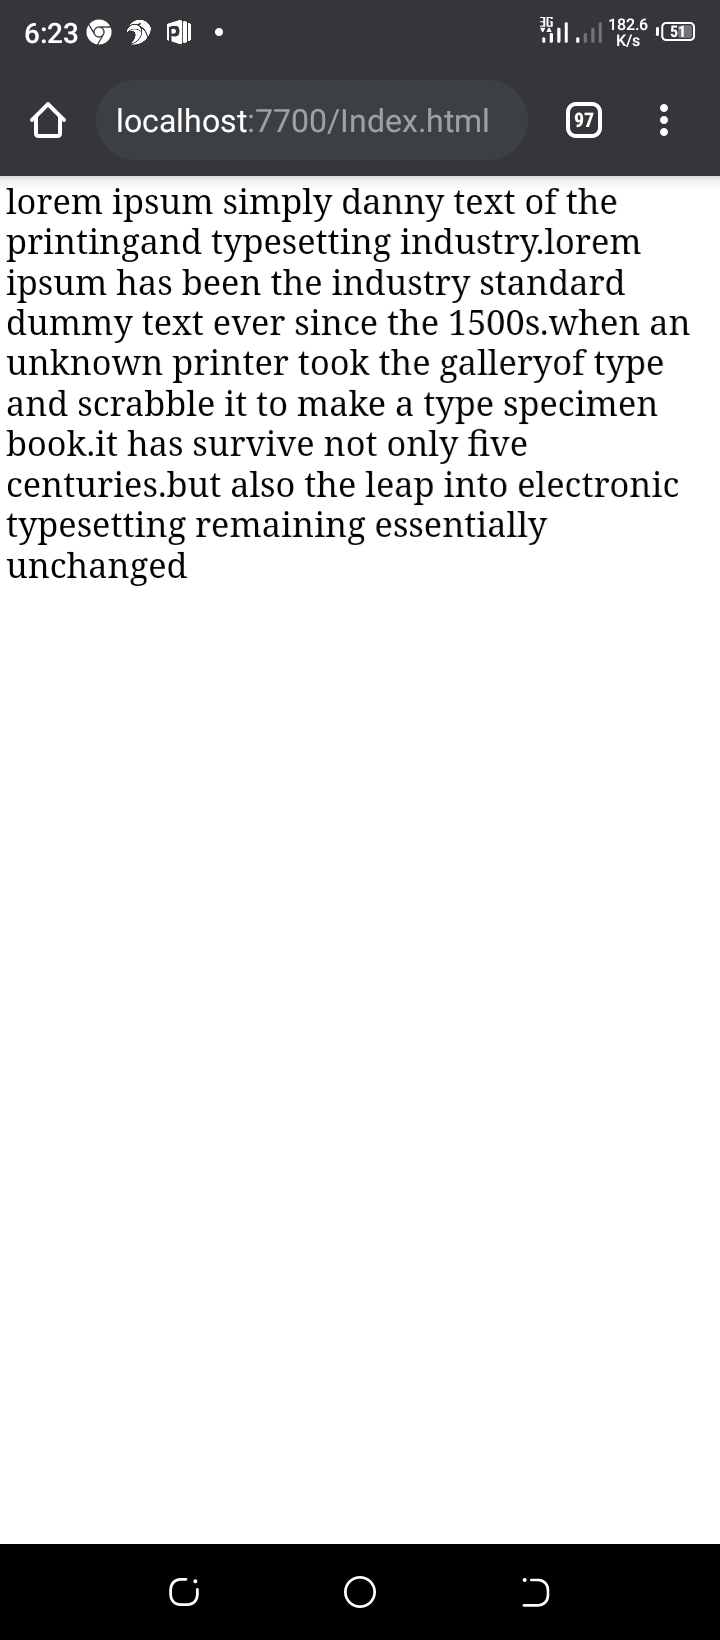 6:23
3G
182.6
K/s
51
localhost:7700/Index.html
97
lorem ipsum simply danny text of the
printingand typesetting industry.lorem
ipsum has been the industry standard
dummy text ever since the 1500s.when an
unknown printer took the galleryof type
and scrabble it to make a type specimen
book.it has survive not only five
centuries.but also the leap into electronic
typesetting remaining essentially
unchanged